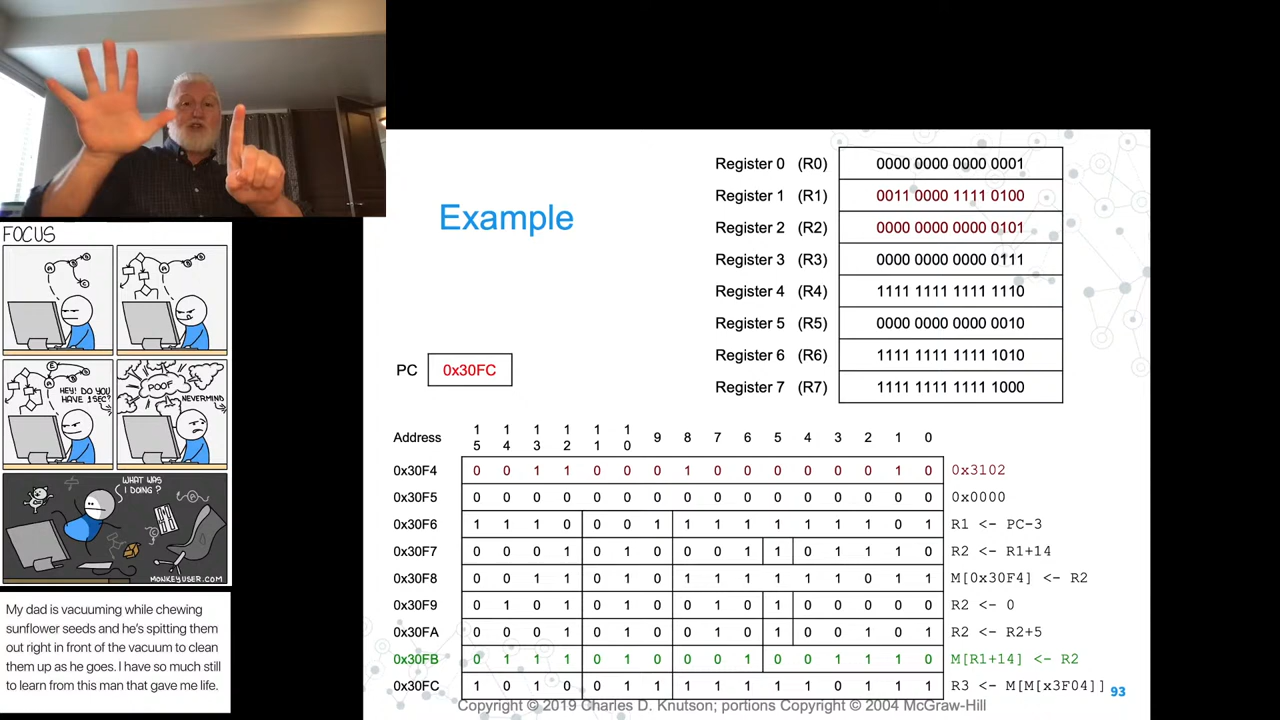 FOCUS
HEY! DO YOU
HAVE 1 SEC?
POOF
NEVERMIND
WHAT WAS
I DOING?
MONKEYUSER.COM
My dad is vacuuming while chewing
sunflower seeds and he's spitting them
out right in front of the vacuum to clean
them up as he goes. I have so much still
to learn from this man that gave me life.
Example
Register 0 (R0) 0000 0000 0000 0001
Register 1 (R1) 0011 0000 1111 0100
Register 2 (R2) 0000 0000 0000 0101
Register 3 (R3) 0000 0000 0000 0111
Register 4 (R4) 1111 1111 1111 1110
Register 5 (R5) 0000 0000 0000 0010
Register 6 (R6) 1111 1111 1111 1010
Register 7 (R7) 1111 1111 1111 1000
PC 0x30FC
Address 15 14 13 12 11 10 9 8 7 6 5 4 3 2 1 0
0x30F4 0 0 1 1 0 0 0 1 0 0 0 0 0 0 1 0 0x3102
0x30F5 0 0 0 0 0 0 0 0 0 0 0 0 0 0 0 0 0x0000
0x30F6 1 1 1 0 0 0 1 1 1 1 1 1 1 1 0 1 R1 <- PC-3
0x30F7 0 0 0 1 0 1 0 0 0 1 1 0 1 1 1 0 R2 <- R1+14
0x30F8 0 0 1 1 0 1 0 1 1 1 1 1 1 0 1 1 M[0x30F4] <- R2
0x30F9 0 1 0 1 0 1 0 0 1 0 1 0 0 0 0 0 R2 <- 0
0x30FA 0 0 0 1 0 1 0 0 1 0 1 0 0 1 0 1 R2 <- R2+5
0x30FB 0 1 1 1 0 1 0 0 0 1 0 0 1 1 1 0 M[R1+14] <- R2
0x30FC 1 0 1 0 0 1 1 1 1 1 1 1 0 1 1 1 R3 <- M[M[x3F04]]
93
Copyright © 2019 Charles D. Knutson; portions Copyright © 2004 McGraw-Hill